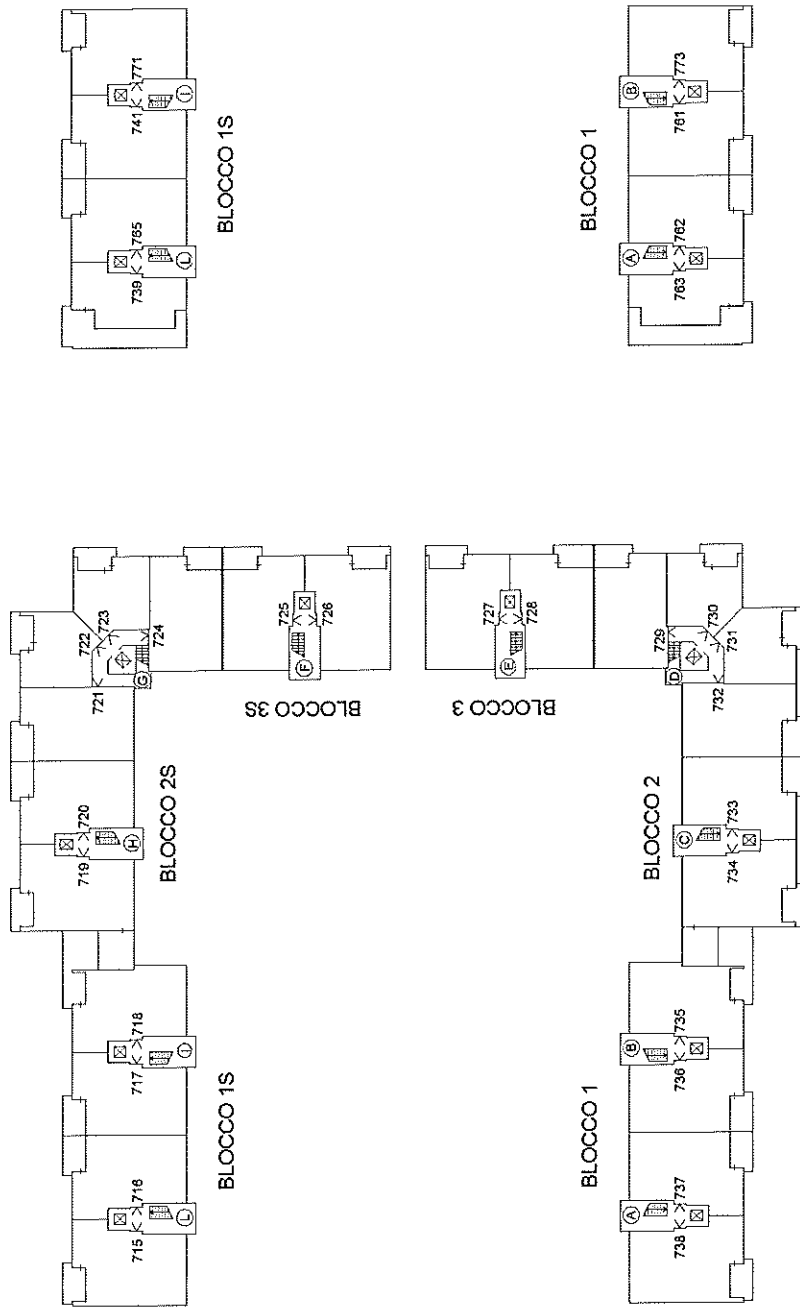 741
771
I
BLOCCO 1S
739
765
L
B
761
773
BLOCCO 1
A
763
762
722
723
721
724
G
725
726
F
BLOCCO 3S
727
728
E
BLOCCO 3
729
730
731
732
D
719
720
H
BLOCCO 2S
BLOCCO 2
C
734
733
717
718
I
715
716
L
BLOCCO 1S
BLOCCO 1
B
736
735
A
738
737